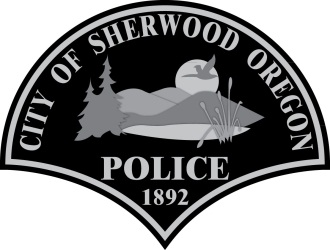 CITY OF SHERWOOD OREGON
POLICE
1892